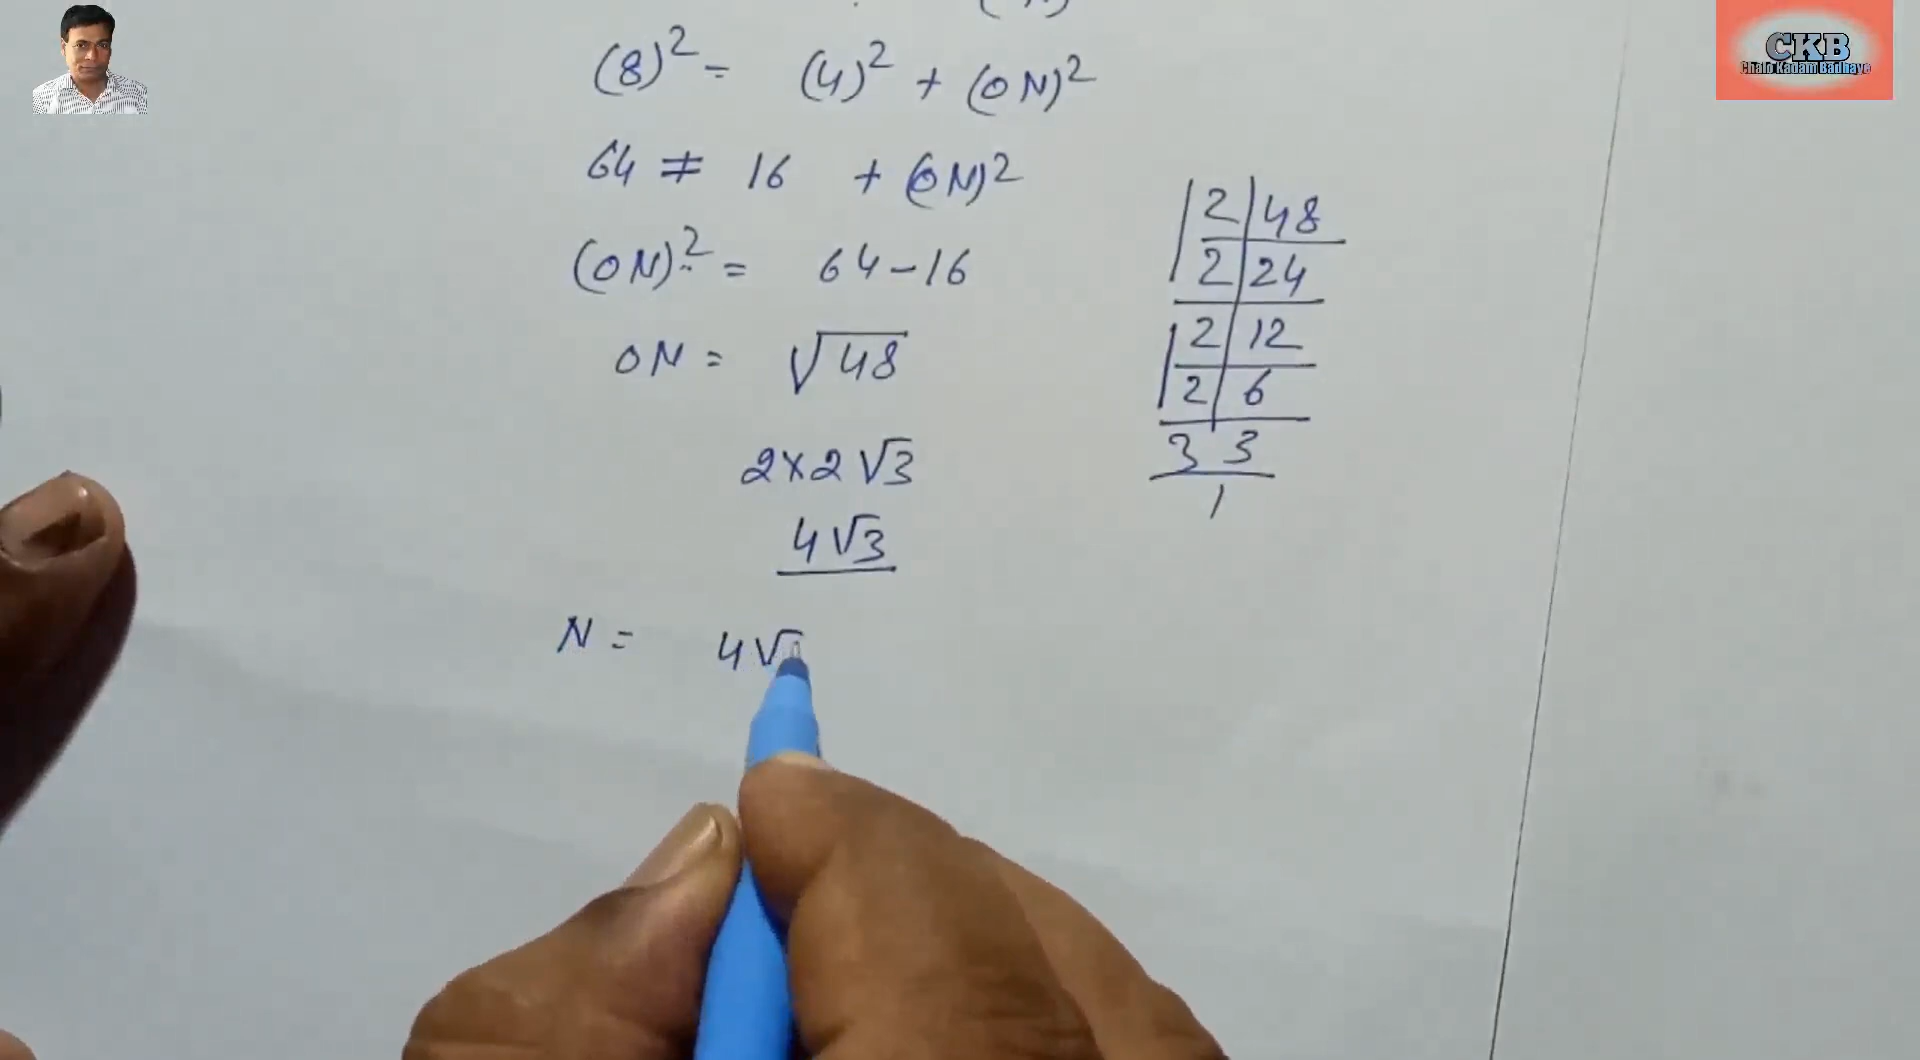 (8)² = (4)² + (ON)²
64 ≠ 16 + (ON)²
(ON)² = 64 - 16
ON = √48
2 × 2 √3
4√3
N = 4√
2 | 48
2 | 24
2 | 12
2 | 6
3 3
1
CKB
Chalo Kadam Badhaye